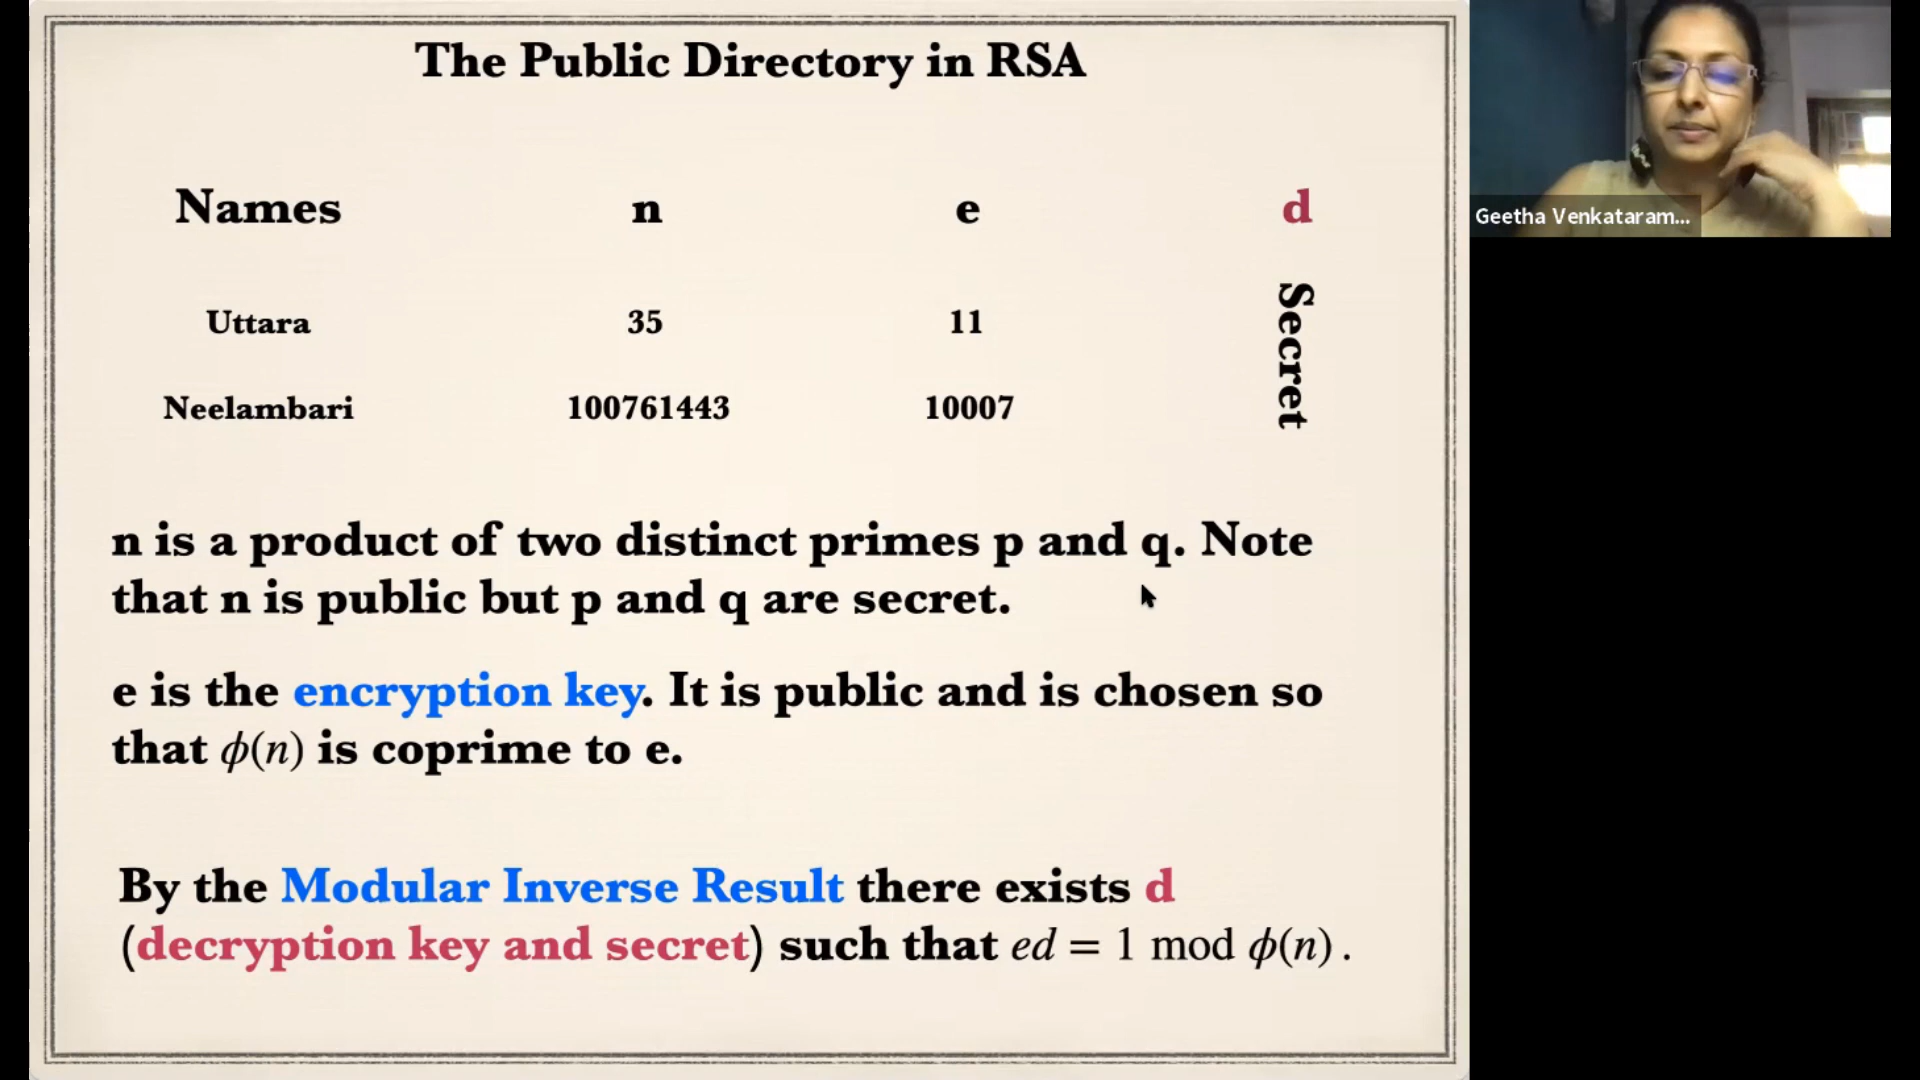 The Public Directory in RSA
Names n e d
Uttara 35 11
Neelambari 100761443 10007
Secret
n is a product of two distinct primes p and q. Note
that n is public but p and q are secret.
e is the encryption key. It is public and is chosen so
that ϕ(n) is coprime to e.
By the Modular Inverse Result there exists d
(decryption key and secret) such that ed = 1 mod ϕ(n) .
Geetha Venkataram...